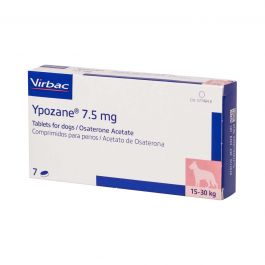 Virbac
Ypozane® 7.5 mg
Tablets for dogs / Osaterone Acetate
Comprimidos para perros / Acetato de Osaterona
7
15-30 kg